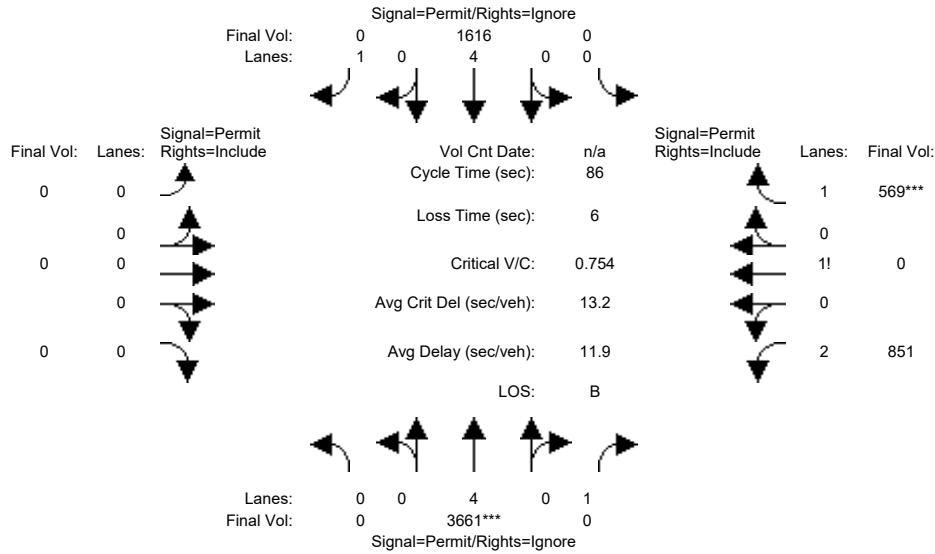 Signal=Permit/Rights=Ignore
Final Vol: 0 1616 0
Lanes: 1 0 4 0 0
Signal=Permit Signal=Permit
Final Vol: Lanes: Rights=Include Vol Cnt Date: n/a Rights=Include Lanes: Final Vol:
Cycle Time (sec): 86
0 0 1 569***
Loss Time (sec): 6
0 0
0 0 Critical V/C: 0.754 1! 0
0 Avg Crit Del (sec/veh): 13.2 0
0 0 Avg Delay (sec/veh): 11.9 2 851
LOS: B
Lanes: 0 0 4 0 1
Final Vol: 0 3661*** 0
Signal=Permit/Rights=Ignore